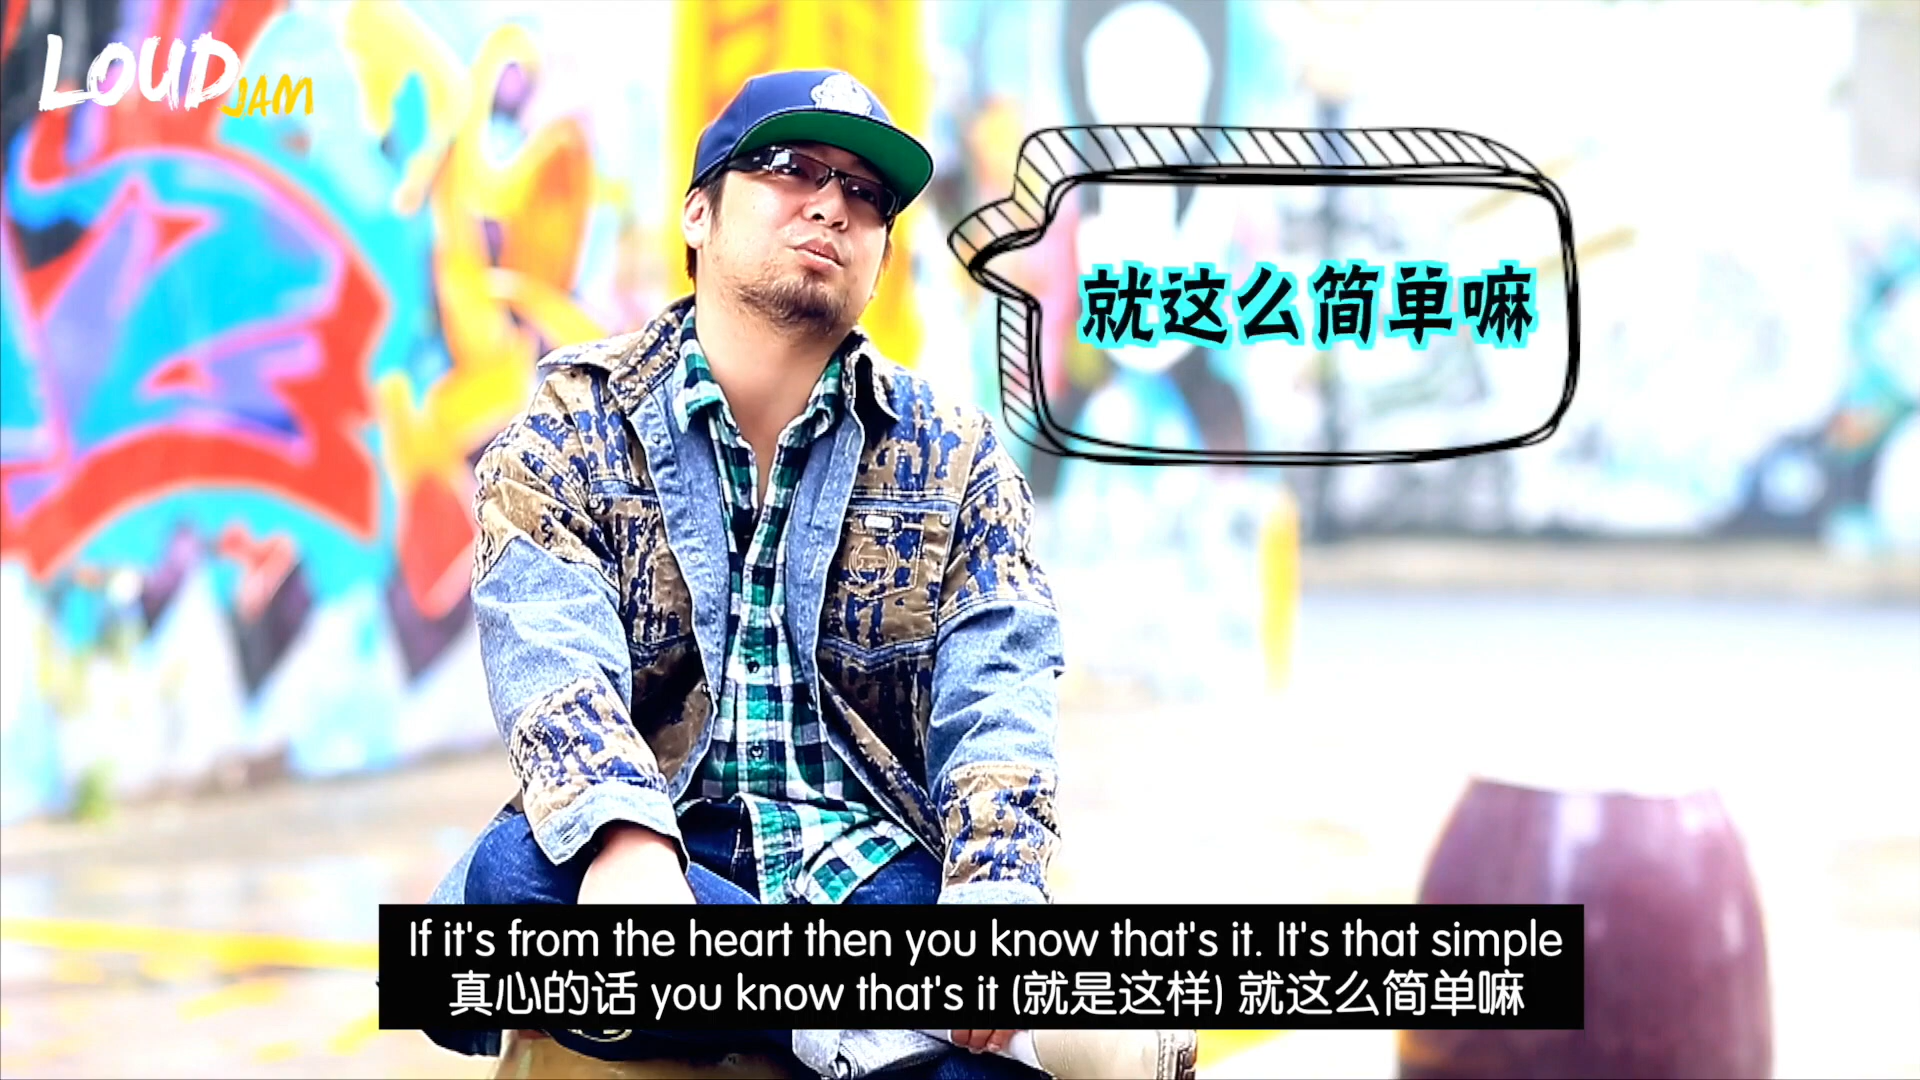 LOUD JAM
就这么简单嘛
If it's from the heart then you know that's it. It's that simple
真心的话 you know that's it (就是这样) 就这么简单嘛